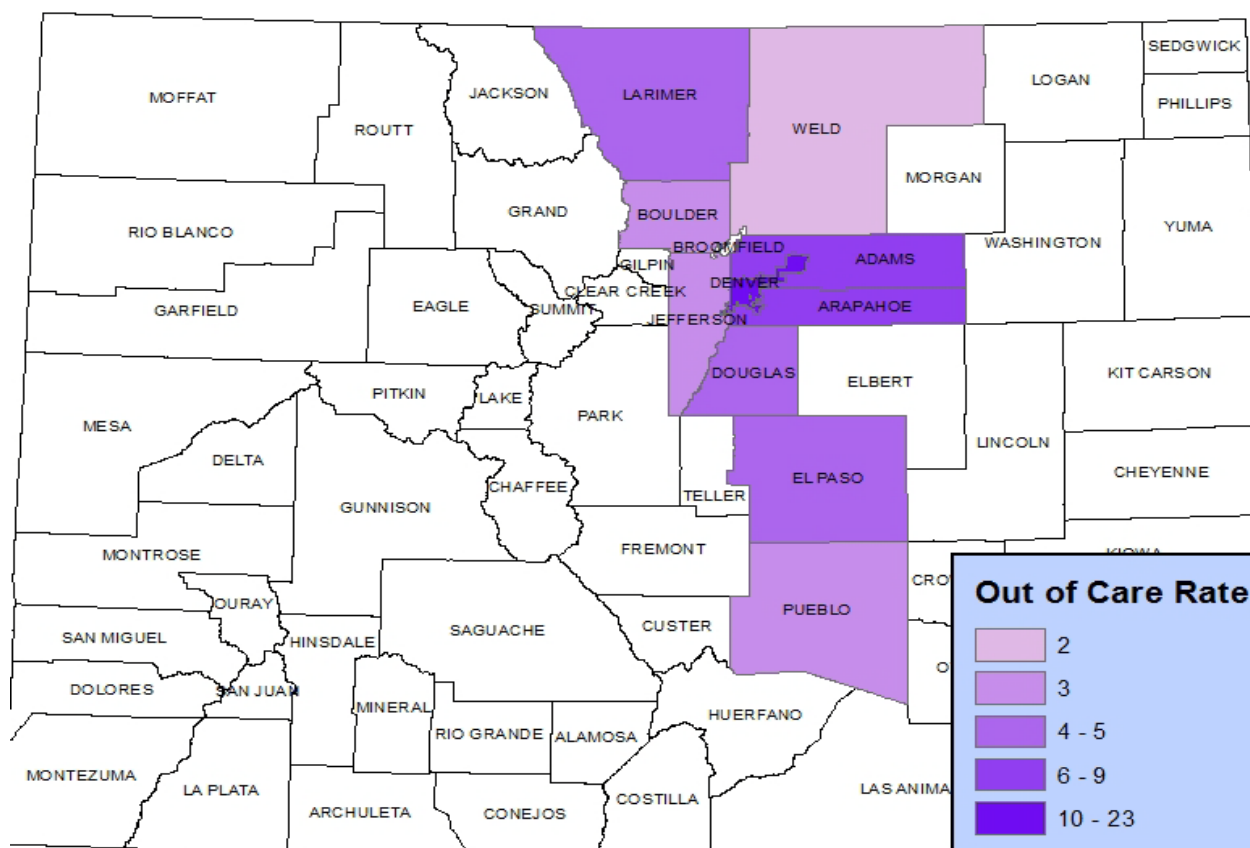 SEDGWICK
LOGAN
JACKSON
MOFFAT
LARIMER
PHILLIPS
ROUTT
WELD
MORGAN
GRAND
BOULDER
YUMA
RIO BLANCO
BROOMFIELD
WASHINGTON
ADAMS
GILPIN
DENVER
CLEAR CREEK
EAGLE
SUMMIT
ARAPAHOE
GARFIELD
JEFFERSON
DOUGLAS
KIT CARSON
ELBERT
PITKIN
LAKE
PARK
MESA
LINCOLN
DELTA
CHEYENNE
EL PASO
CHAFFEE
TELLER
GUNNISON
FREMONT
MONTROSE
KIOWA
CRO
OURAY
PUEBLO
CUSTER
SAGUACHE
SAN MIGUEL
HINSDALE
O
DOLORES
SAN JUAN
MINERAL
HUERFANO
RIO GRANDE
ALAMOSA
MONTEZUMA
LA PLATA
LAS ANIMA
COSTILLA
ARCHULETA
CONEJOS
Out of Care Rate
2
3
4 - 5
6 - 9
10 - 23